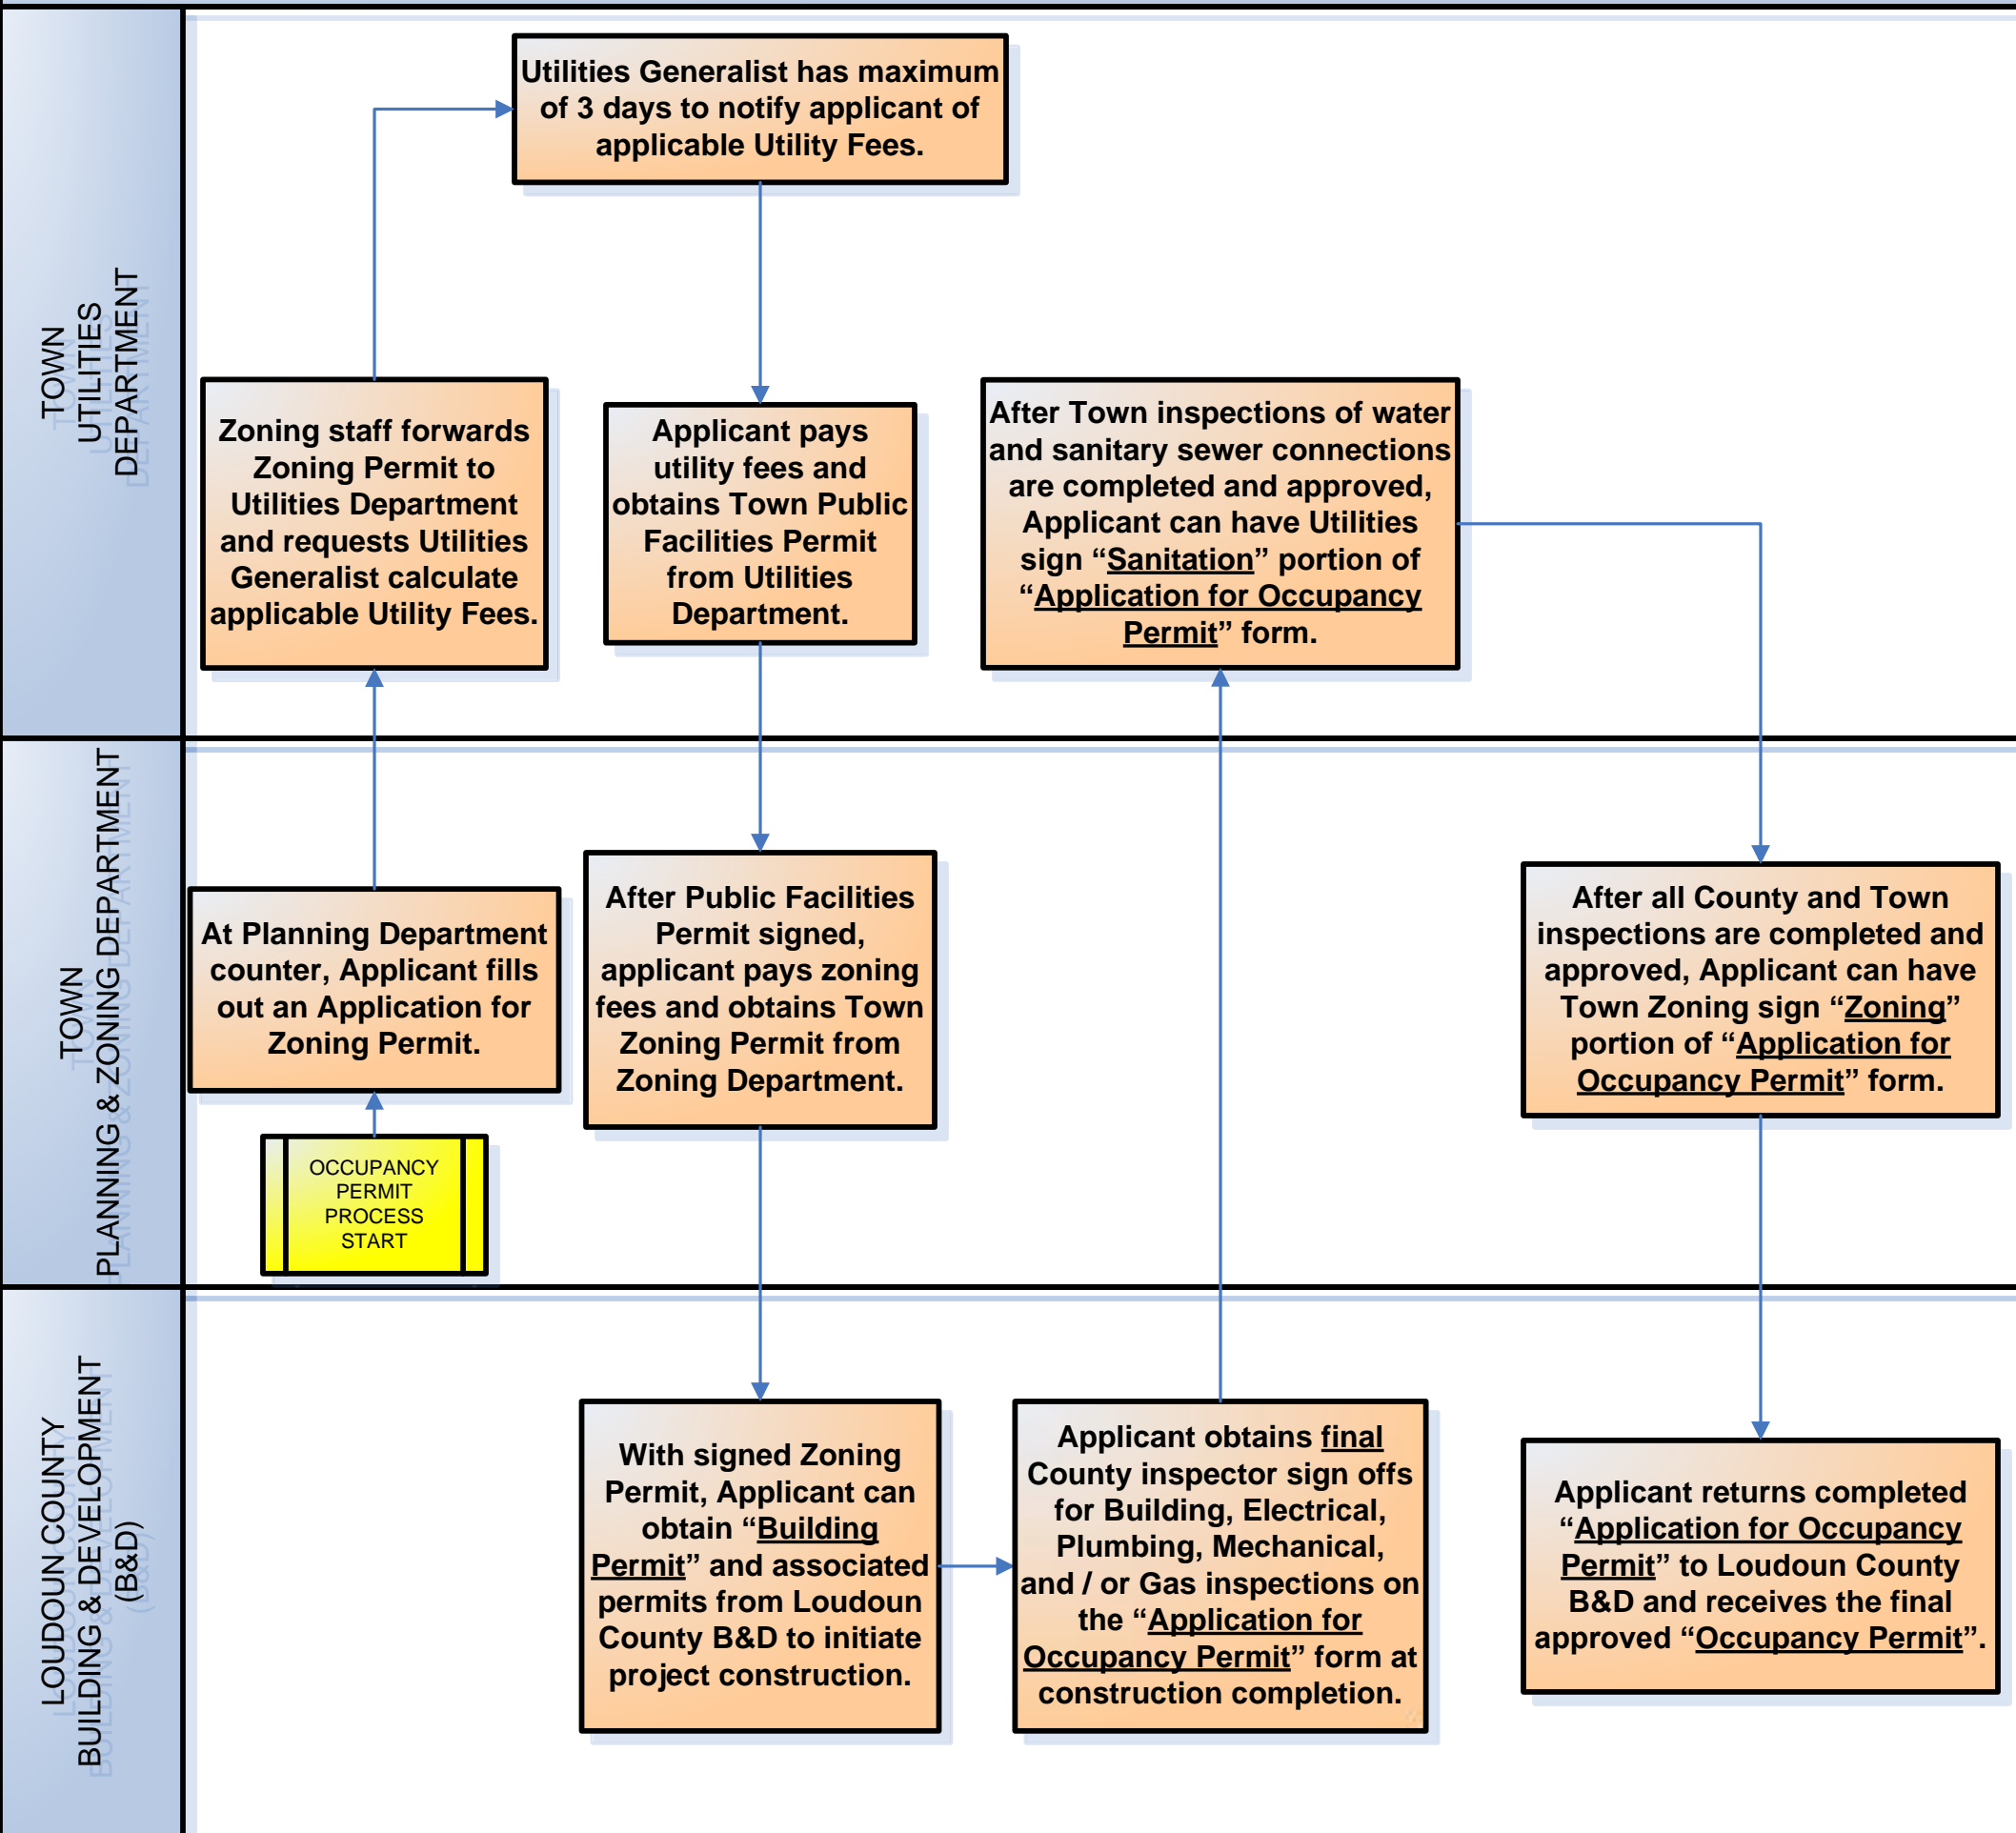 TOWN
UTILITIES
DEPARTMENT
Utilities Generalist has maximum
of 3 days to notify applicant of
applicable Utility Fees.
Zoning staff forwards
Zoning Permit to
Utilities Department
and requests Utilities
Generalist calculate
applicable Utility Fees.
Applicant pays
utility fees and
obtains Town Public
Facilities Permit
from Utilities
Department.
After Town inspections of water
and sanitary sewer connections
are completed and approved,
Applicant can have Utilities
sign “Sanitation” portion of
“Application for Occupancy
Permit” form.
TOWN
PLANNING & ZONING DEPARTMENT
At Planning Department
counter, Applicant fills
out an Application for
Zoning Permit.
OCCUPANCY
PERMIT
PROCESS
START
After Public Facilities
Permit signed,
applicant pays zoning
fees and obtains Town
Zoning Permit from
Zoning Department.
After all County and Town
inspections are completed and
approved, Applicant can have
Town Zoning sign “Zoning”
portion of “Application for
Occupancy Permit” form.
LOUDOUN COUNTY
BUILDING & DEVELOPMENT
(B&D)
With signed Zoning
Permit, Applicant can
obtain “Building
Permit” and associated
permits from Loudoun
County B&D to initiate
project construction.
Applicant obtains final
County inspector sign offs
for Building, Electrical,
Plumbing, Mechanical,
and / or Gas inspections on
the “Application for
Occupancy Permit” form at
construction completion.
Applicant returns completed
“Application for Occupancy
Permit” to Loudoun County
B&D and receives the final
approved “Occupancy Permit”.